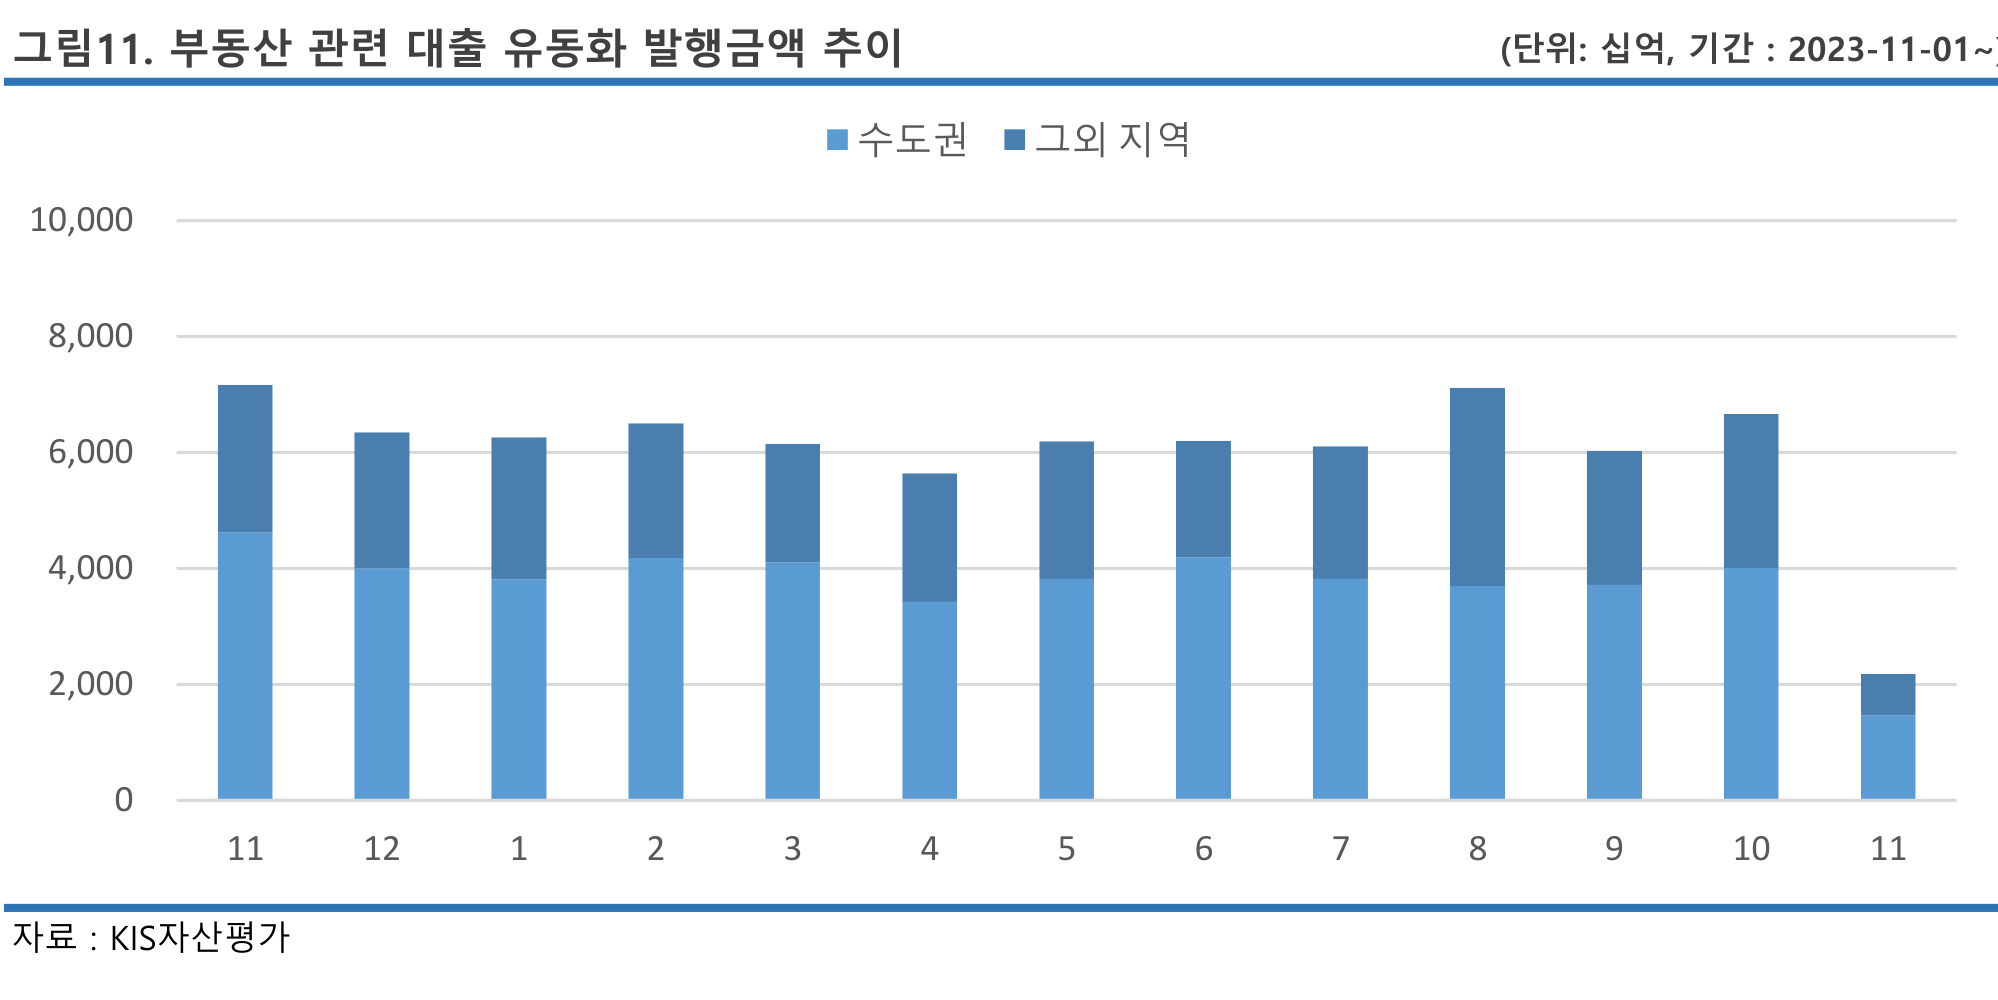 그림11. 부동산 관련 대출 유동화 발행금액 추이 (단위: 십억, 기간 : 2023-11-01~)
수도권 그외 지역
10,000
8,000
6,000
4,000
2,000
0
11 12 1 2 3 4 5 6 7 8 9 10 11
자료 : KIS자산평가